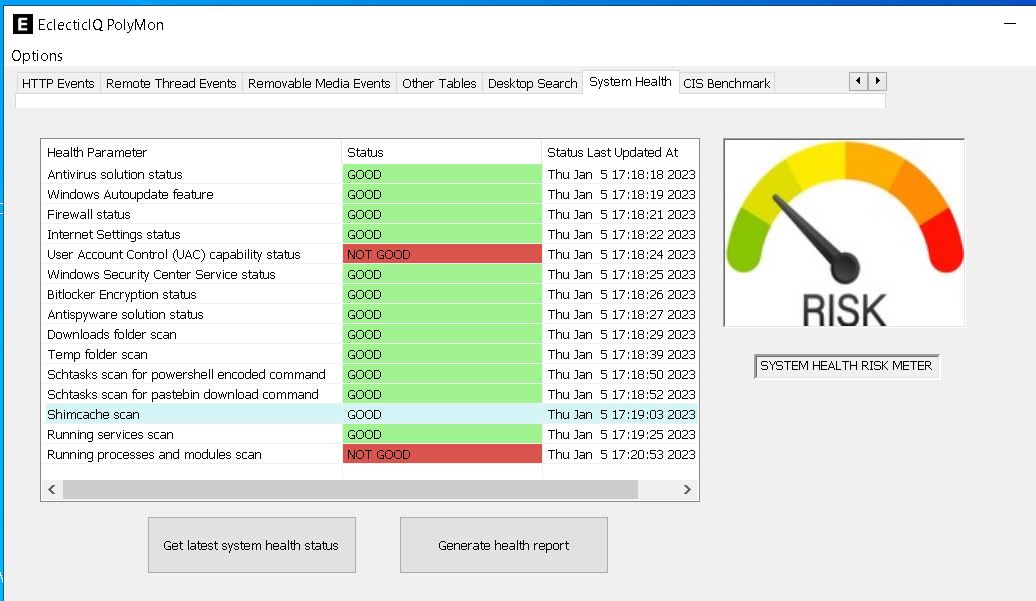 E EclecticIQ PolyMon
Options
HTTP Events Remote Thread Events Removable Media Events Other Tables Desktop Search System Health CIS Benchmark
Health Parameter Status Status Last Updated At
Antivirus solution status GOOD Thu Jan 5 17:18:18 2023
Windows Autoupdate feature GOOD Thu Jan 5 17:18:19 2023
Firewall status GOOD Thu Jan 5 17:18:21 2023
Internet Settings status GOOD Thu Jan 5 17:18:22 2023
User Account Control (UAC) capability status NOT GOOD Thu Jan 5 17:18:24 2023
Windows Security Center Service status GOOD Thu Jan 5 17:18:25 2023
Bitlocker Encryption status GOOD Thu Jan 5 17:18:26 2023
Antispyware solution status GOOD Thu Jan 5 17:18:27 2023
Downloads folder scan GOOD Thu Jan 5 17:18:29 2023
Temp folder scan GOOD Thu Jan 5 17:18:39 2023
Schtasks scan for powershell encoded command GOOD Thu Jan 5 17:18:50 2023
Schtasks scan for pastebin download command GOOD Thu Jan 5 17:18:52 2023
Shimcache scan GOOD Thu Jan 5 17:19:03 2023
Running services scan GOOD Thu Jan 5 17:19:25 2023
Running processes and modules scan NOT GOOD Thu Jan 5 17:20:53 2023
RISK
SYSTEM HEALTH RISK METER
Get latest system health status Generate health report